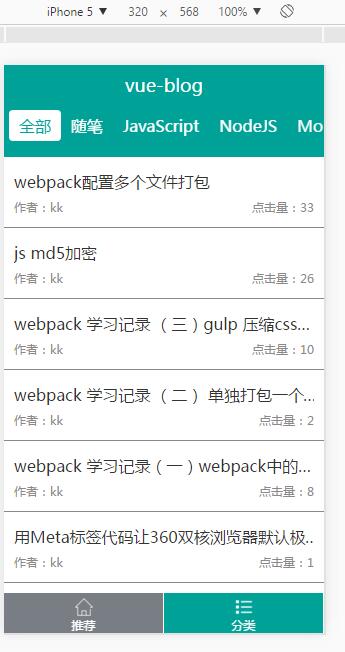 iPhone 5 ▼ 320 × 568 100% ▼
vue-blog
全部 随笔 JavaScript NodeJS Mo
webpack配置多个文件打包
作者：kk 点击量：33
js md5加密
作者：kk 点击量：26
webpack 学习记录 （三）gulp 压缩css...
作者：kk 点击量：10
webpack 学习记录 （二） 单独打包一个...
作者：kk 点击量：2
webpack 学习记录 (一）webpack中的...
作者：kk 点击量：8
用Meta标签代码让360双核浏览器默认极...
作者：kk 点击量：1
推荐 分类